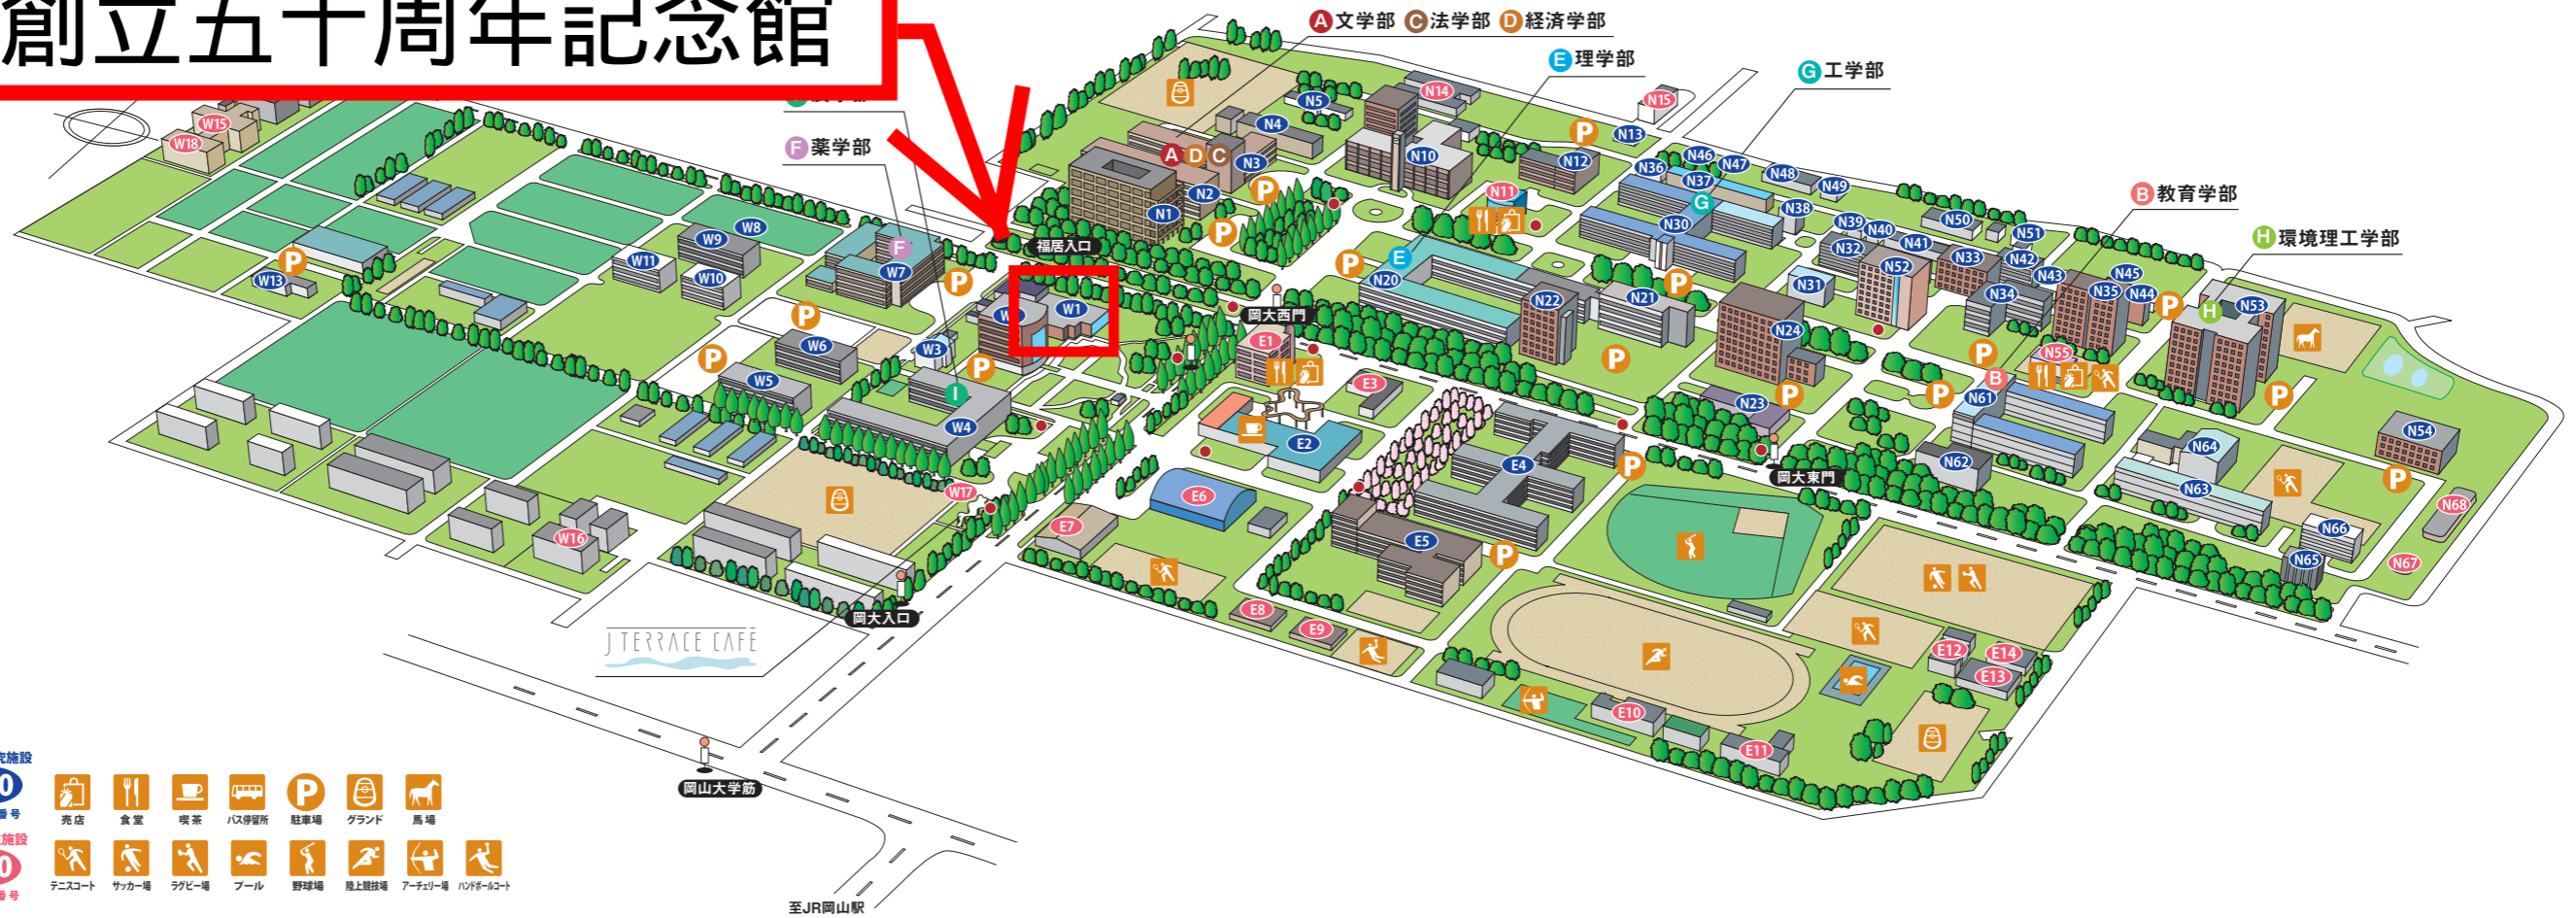 創立五十周年記念館
A 文学部 C 法学部 D 経済学部
E 理学部
G 工学部
F 薬学部
B 教育学部
H 環境理工学部
W15
W18
N5
N14
N15
N4
N13
A D C
N3
N10
N12
N36
N46
N47
N37
N48
N49
N2
N11
G
N1
N30
N38
N39
N40
N50
N51
福居入口
W8
W9
W11
W10
W13
F
W7
E
N20
N32
N41
N42
N52
N33
N43
N45
N31
N34
N35
N44
N22
N21
H
N53
W1
岡大西門
N24
E1
W3
W6
W5
N55
E3
B
N61
I
W4
N23
E2
N54
E4
N62
N64
岡大東門
N63
W17
E6
E7
E5
N68
N66
N65
N67
W16
岡大入口
E8
E9
J TERRACE CAFÉ
E12
E14
E13
E10
E11
岡山大学筋
至JR岡山駅
P
売店 食堂 喫茶 バス停留所 駐車場 グランド 馬場
テニスコート サッカー場 ラグビー場 プール 野球場 陸上競技場 アーチェリー場 ハンドボールコート